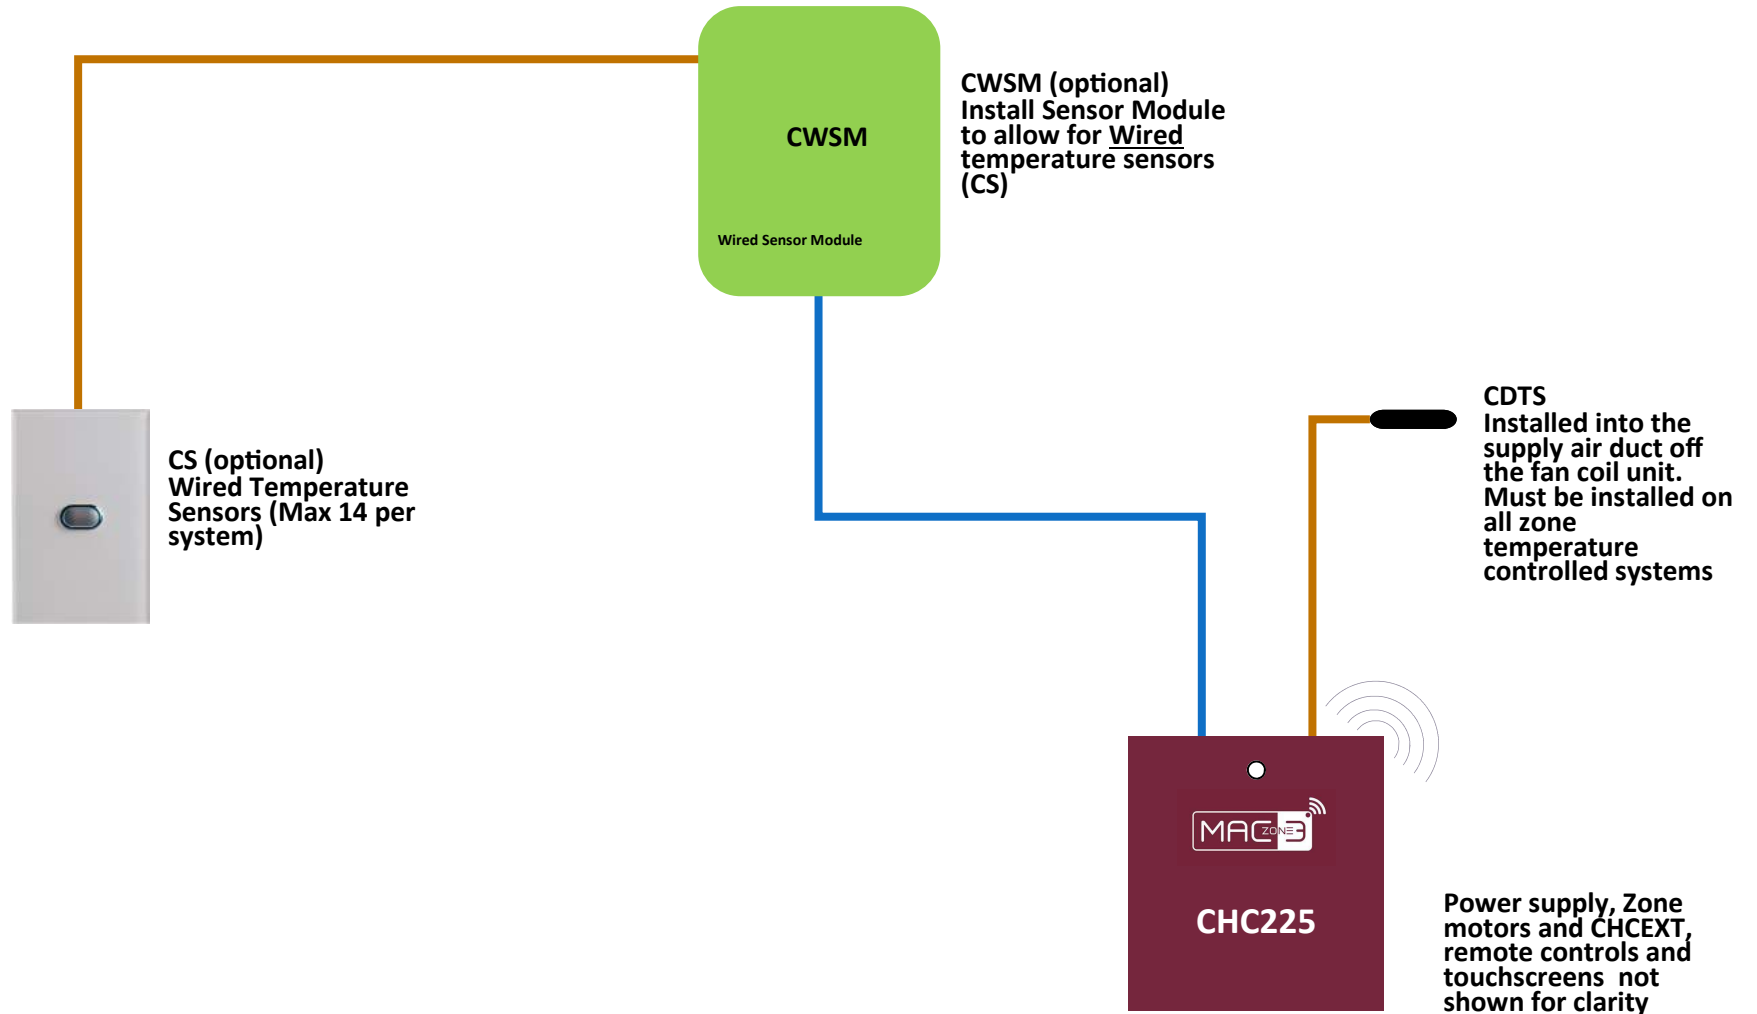 CWSM
Wired Sensor Module
CWSM (optional)
Install Sensor Module
to allow for Wired
temperature sensors
(CS)
CS (optional)
Wired Temperature
Sensors (Max 14 per
system)
CDTS
Installed into the
supply air duct off
the fan coil unit.
Must be installed on
all zone
temperature
controlled systems
MAC ZONE 3
CHC225
Power supply, Zone
motors and CHCEXT,
remote controls and
touchscreens  not
shown for clarity